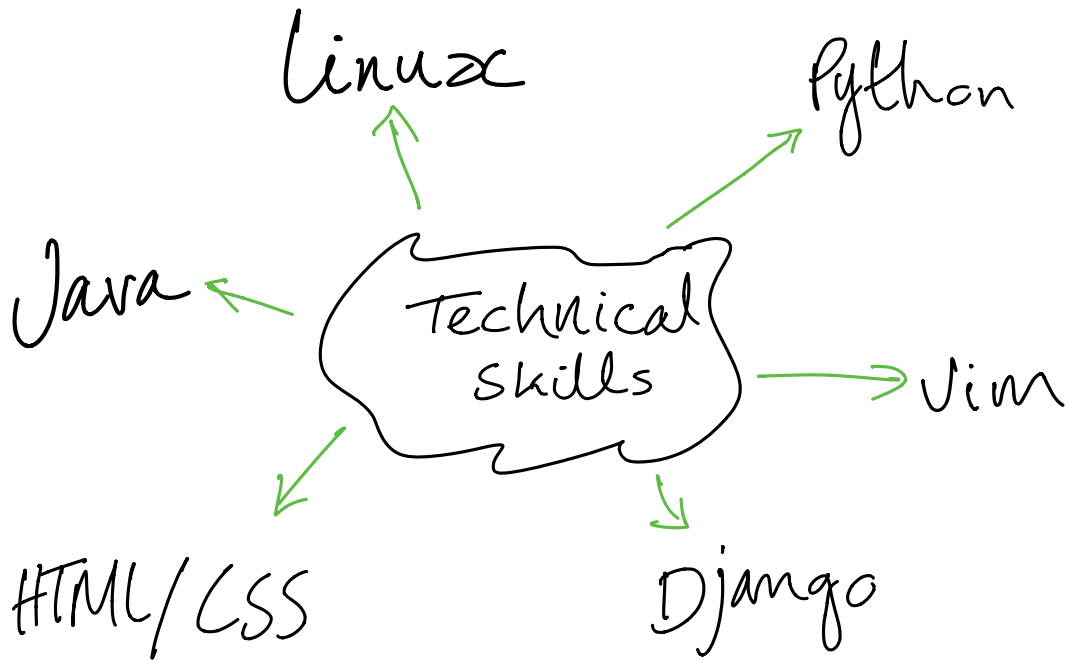 Linux
Python
Java
Technical
Skills
Vim
HTML/CSS
Django